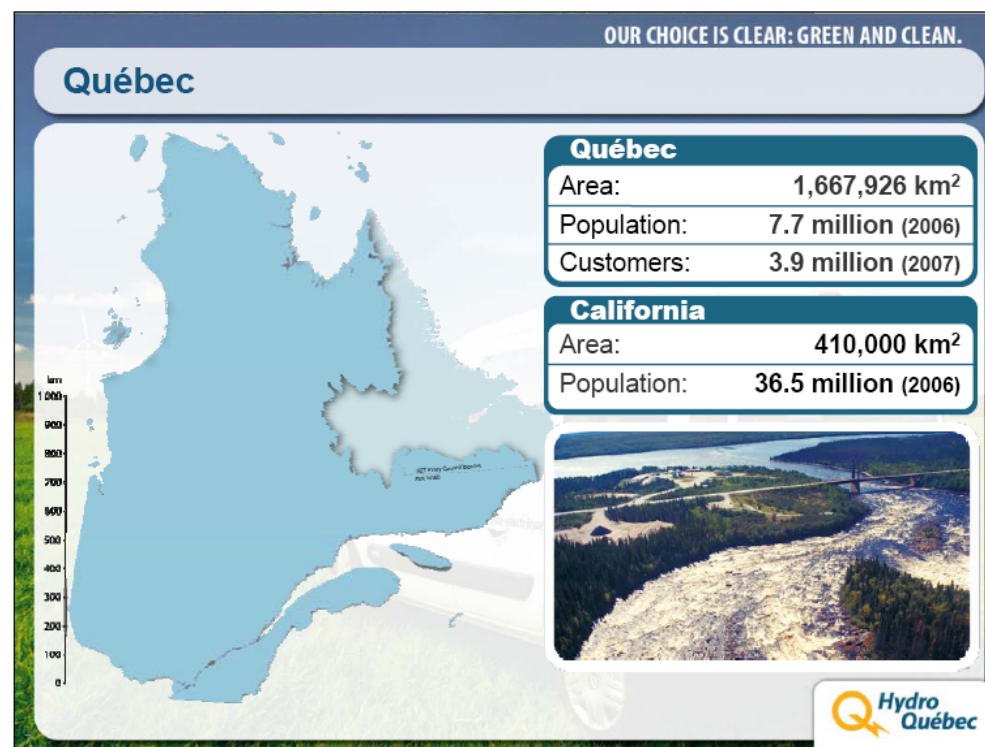 OUR CHOICE IS CLEAR: GREEN AND CLEAN.
Québec
Québec
Area: 1,667,926 km²
Population: 7.7 million (2006)
Customers: 3.9 million (2007)
California
Area: 410,000 km²
Population: 36.5 million (2006)
km
1 000
900
800
700
600
500
400
300
200
100
0
Hydro
Québec